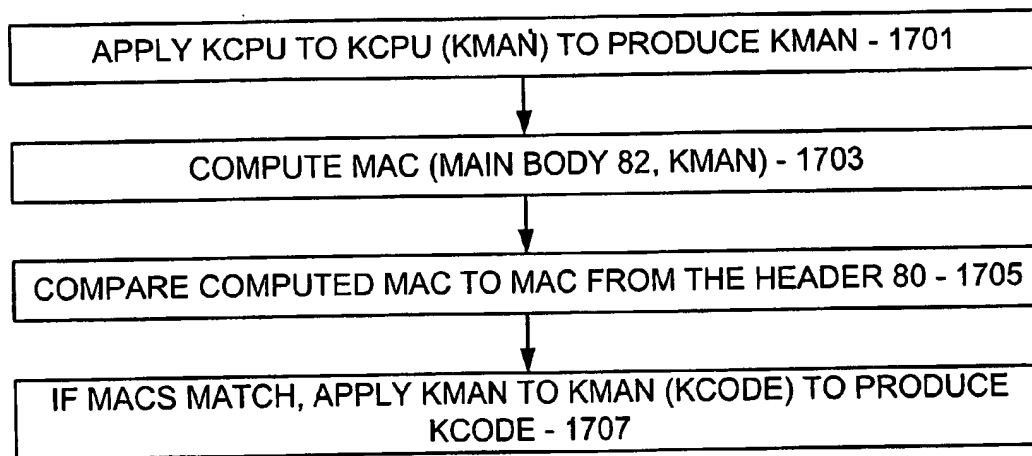 APPLY KCPU TO KCPU (KMAN) TO PRODUCE KMAN - 1701
COMPUTE MAC (MAIN BODY 82, KMAN) - 1703
COMPARE COMPUTED MAC TO MAC FROM THE HEADER 80 - 1705
IF MACS MATCH, APPLY KMAN TO KMAN (KCODE) TO PRODUCE
KCODE - 1707